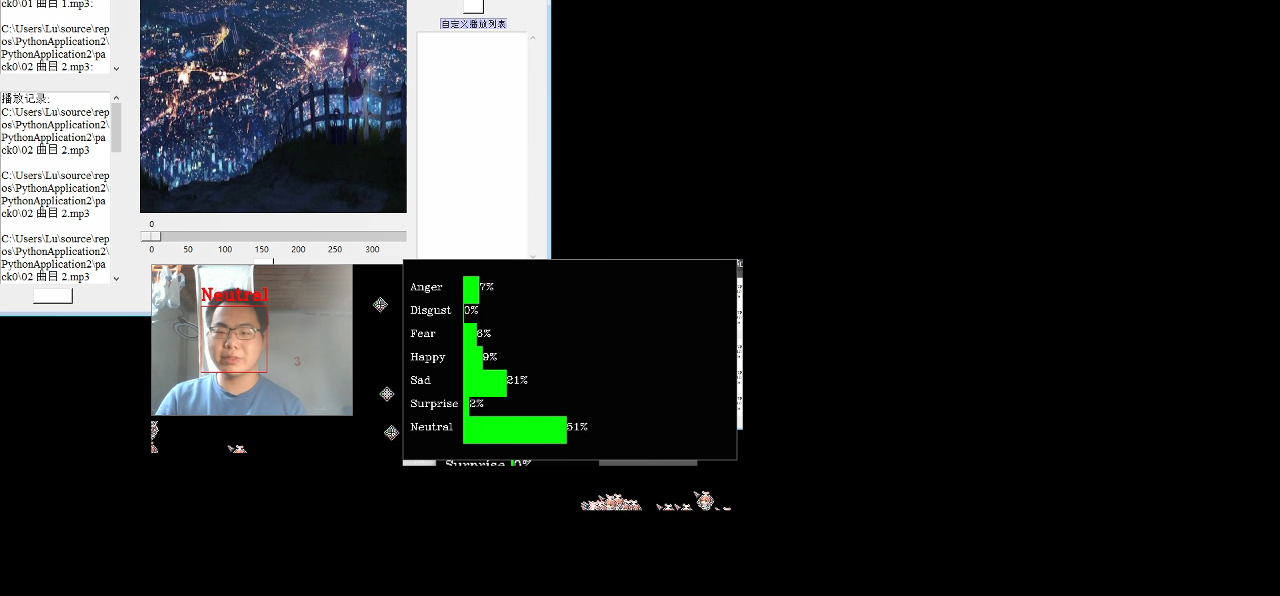 ck0\01 曲目 1.mp3:
C:\Users\Lu\source\rep
os\PythonApplication2\
PythonApplication2\pa
ck0\02 曲目 2.mp3:
播放记录:
C:\Users\Lu\source\rep
os\PythonApplication2\
PythonApplication2\pa
ck0\02 曲目 2.mp3
C:\Users\Lu\source\rep
os\PythonApplication2\
PythonApplication2\pa
ck0\02 曲目 2.mp3
C:\Users\Lu\source\rep
os\PythonApplication2\
PythonApplication2\pa
ck0\02 曲目 2.mp3
自定义播放列表
0
0 50 100 150 200 250 300
Neutral
3
Anger 7%
Disgust 0%
Fear 6%
Happy 9%
Sad 21%
Surprise 2%
Neutral 51%
Surprise 0%